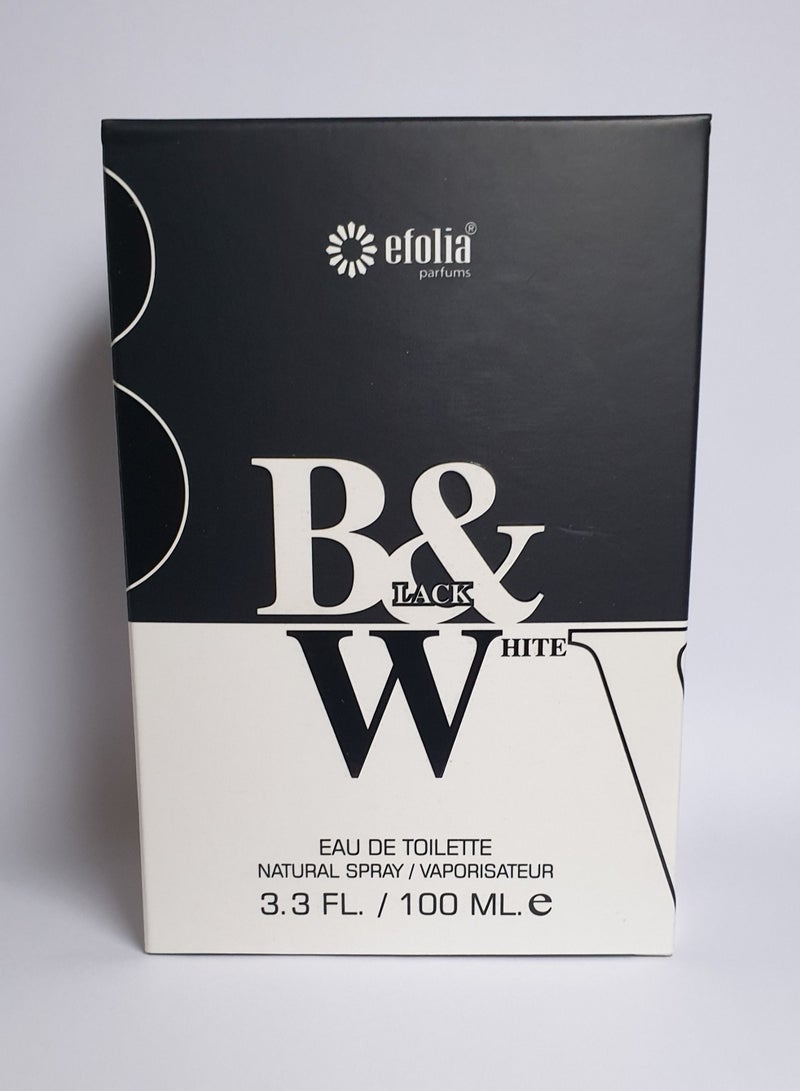 efolia®
parfums
B&
LACK
W
HITE
EAU DE TOILETTE
NATURAL SPRAY / VAPORISATEUR
3.3 FL. / 100 ML. e